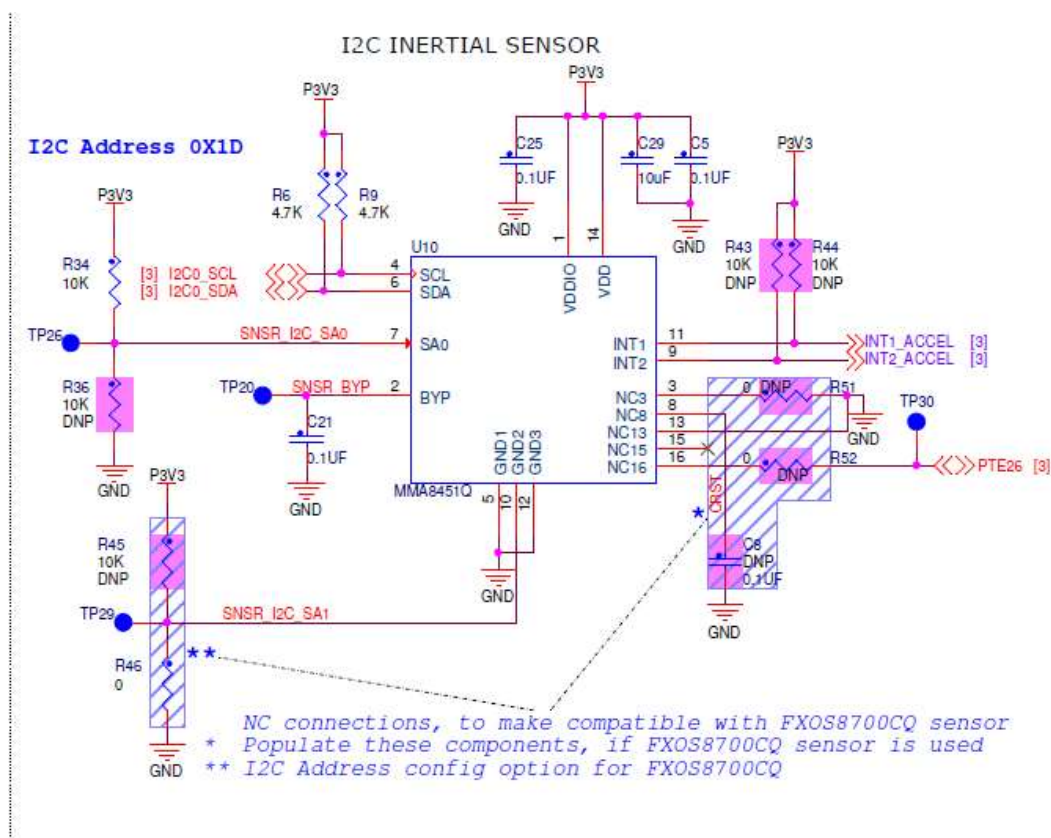 I2C INERTIAL SENSOR
P3V3
I2C Address 0X1D
P3V3
P3V3
P3V3
C25
0.1UF
C29
10uF
C5
0.1UF
GND
GND
R6
4.7K
R9
4.7K
R34
10K
R43
10K
DNP
R44
10K
DNP
U10
[3] I2C0_SCL
[3] I2C0_SDA
4
6
SCL
SDA
1
14
VDDIO
VDD
TP26
SNSR_I2C_SA0
7
SA0
INT1
INT2
11
9
INT1_ACCEL [3]
INT2_ACCEL [3]
R36
10K
DNP
GND
TP20
SNSR_BYP
2
BYP
C21
0.1UF
GND
NC3
NC8
NC13
NC15
NC16
3
8
13
15
16
0
DNP
R51
GND
TP30
0
DNP
R52
PTE26 [3]
GND1
GND2
GND3
5
10
12
MMA8451Q
GND
CRST
*
C8
DNP
0.1UF
GND
P3V3
R45
10K
DNP
TP29
SNSR_I2C_SA1
R46
0
**
GND
NC connections, to make compatible with FXOS8700CQ sensor
* Populate these components, if FXOS8700CQ sensor is used
** I2C Address config option for FXOS8700CQ